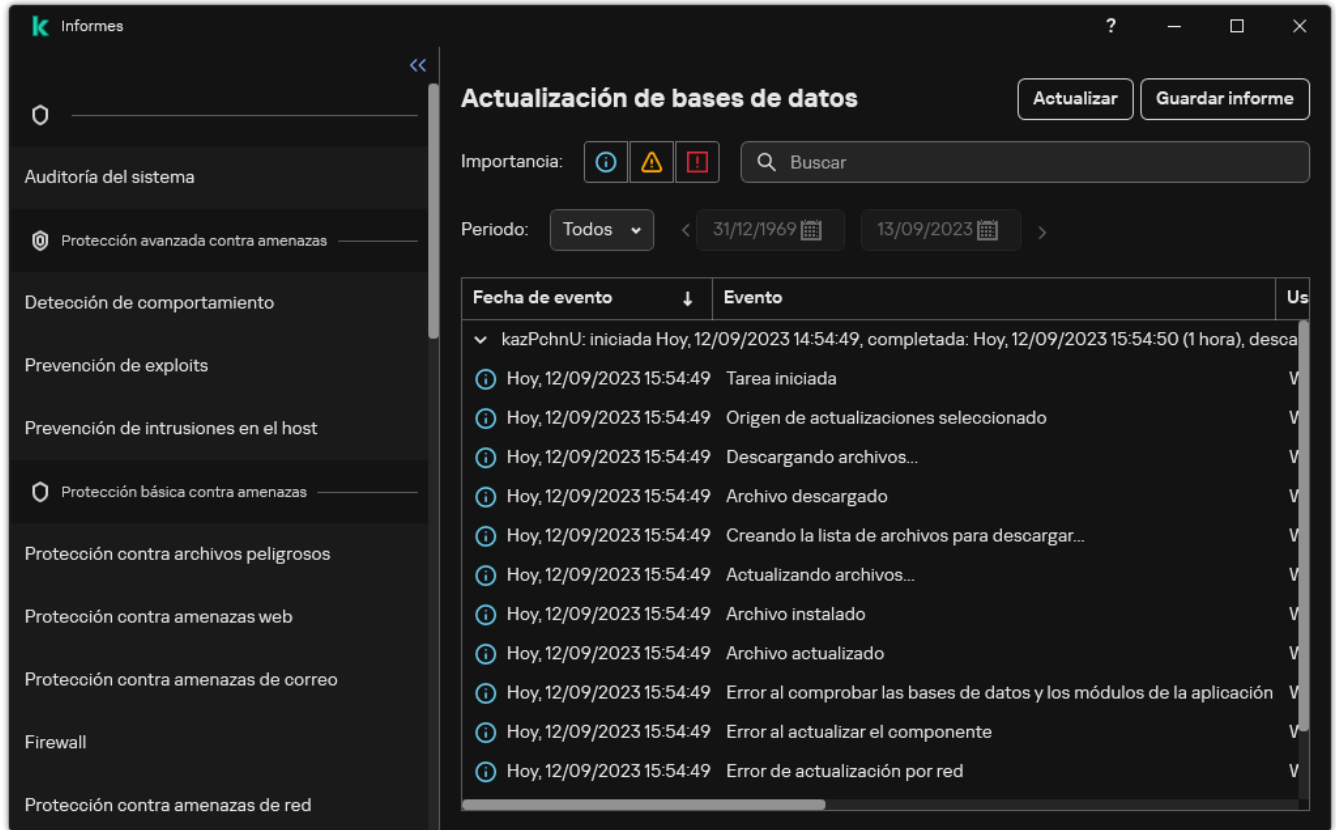 Informes
?
Auditoría del sistema
Protección avanzada contra amenazas
Detección de comportamiento
Prevención de exploits
Prevención de intrusiones en el host
Protección básica contra amenazas
Protección contra archivos peligrosos
Protección contra amenazas web
Protección contra amenazas de correo
Firewall
Protección contra amenazas de red
Actualización de bases de datos
Actualizar
Guardar informe
Importancia:
Buscar
Periodo:
Todos
31/12/1969
13/09/2023
Fecha de evento
Evento
Us
kazPchnU: iniciada Hoy, 12/09/2023 14:54:49, completada: Hoy, 12/09/2023 15:54:50 (1 hora), desca
Hoy, 12/09/2023 15:54:49 Tarea iniciada
Hoy, 12/09/2023 15:54:49 Origen de actualizaciones seleccionado
Hoy, 12/09/2023 15:54:49 Descargando archivos...
Hoy, 12/09/2023 15:54:49 Archivo descargado
Hoy, 12/09/2023 15:54:49 Creando la lista de archivos para descargar...
Hoy, 12/09/2023 15:54:49 Actualizando archivos...
Hoy, 12/09/2023 15:54:49 Archivo instalado
Hoy, 12/09/2023 15:54:49 Archivo actualizado
Hoy, 12/09/2023 15:54:49 Error al comprobar las bases de datos y los módulos de la aplicación
Hoy, 12/09/2023 15:54:49 Error al actualizar el componente
Hoy, 12/09/2023 15:54:49 Error de actualización por red